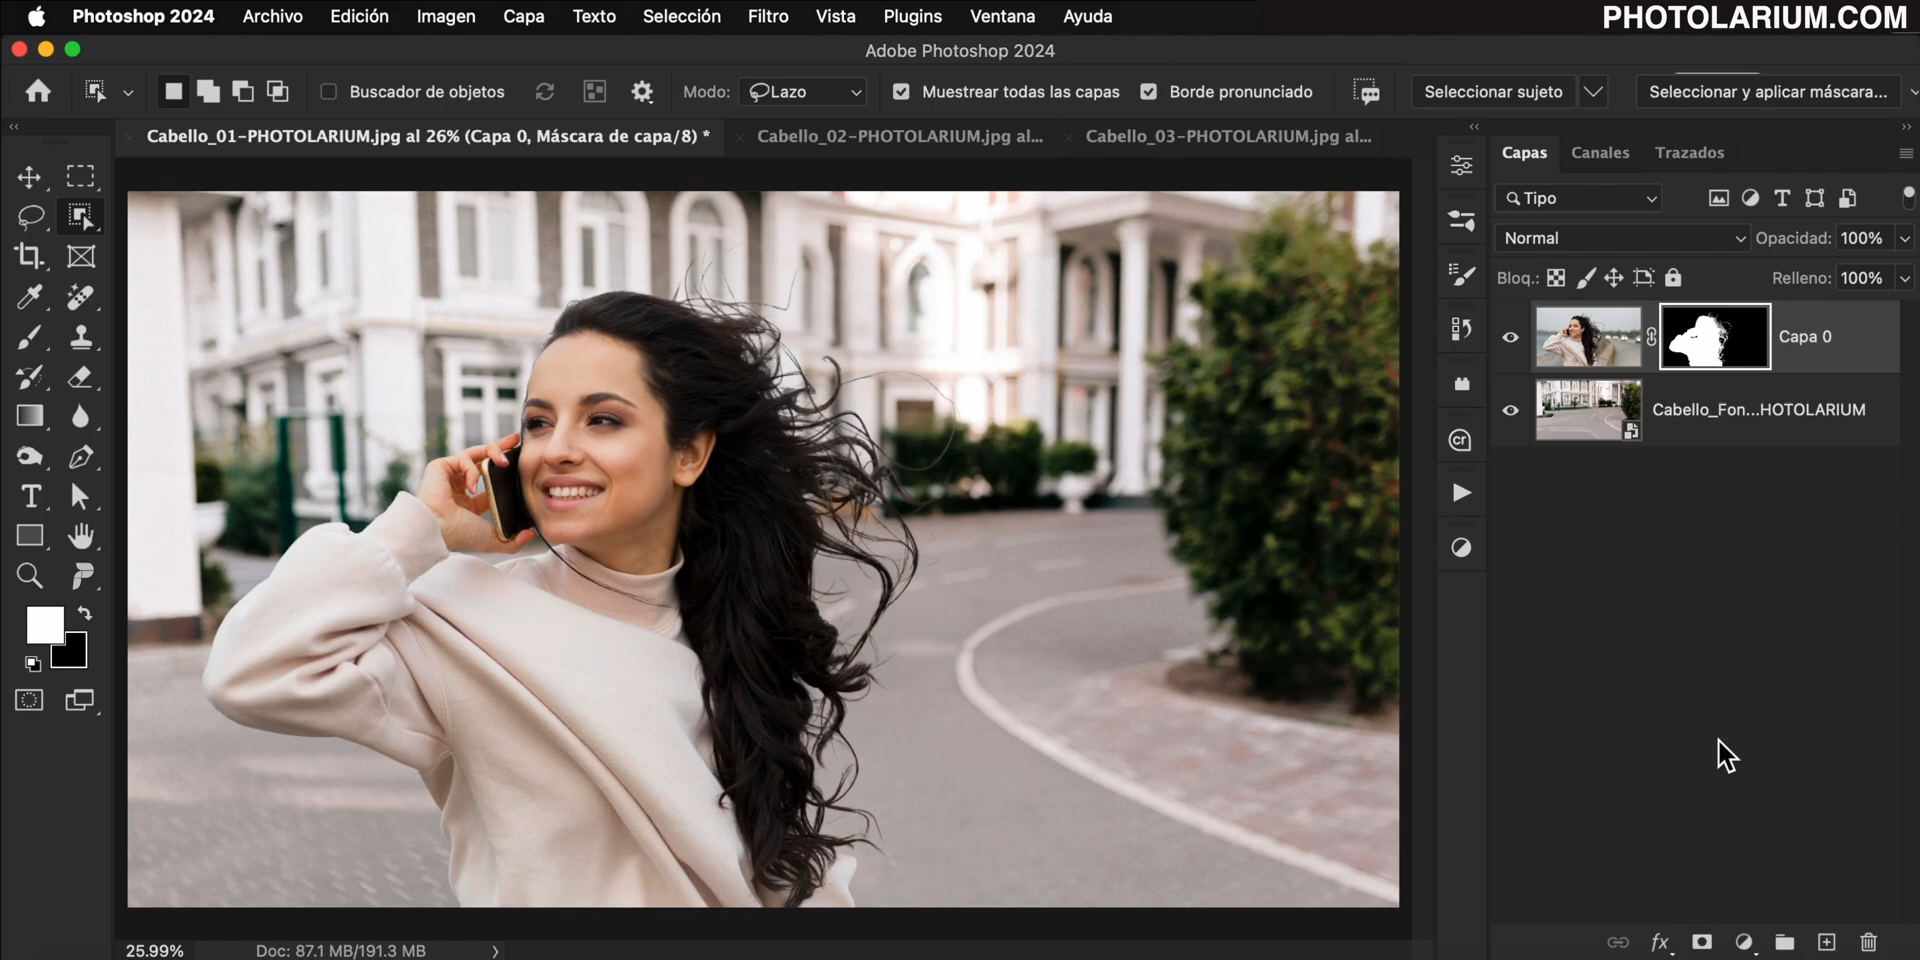 Photoshop 2024 Archivo Edición Imagen Capa Texto Selección Filtro Vista Plugins Ventana Ayuda
PHOTOLARIUM.COM
Adobe Photoshop 2024
Buscador de objetos Modo: Lazo Muestrear todas las capas Borde pronunciado Seleccionar sujeto Seleccionar y aplicar máscara...
Cabello_01-PHOTOLARIUM.jpg al 26% (Capa 0, Máscara de capa/8) * Cabello_02-PHOTOLARIUM.jpg al... Cabello_03-PHOTOLARIUM.jpg al...
Capas Canales Trazados
Tipo
Normal Opacidad: 100%
Bloq.: Relleno: 100%
Capa 0
Cabello_Fon...HOTOLARIUM
25.99% Doc: 87.1 MB/191.3 MB